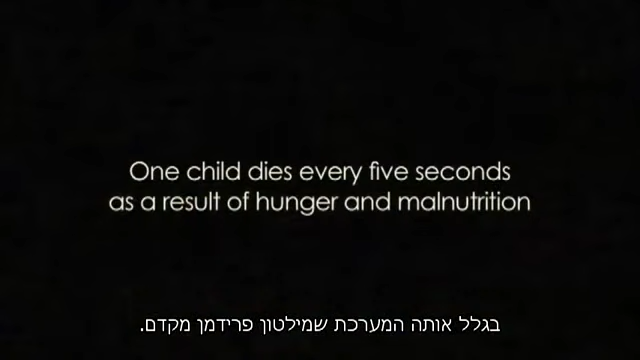 One child dies every five seconds
as a result of hunger and malnutrition
בגלל אותה המערכת שמילטון פרידמן מקדם.